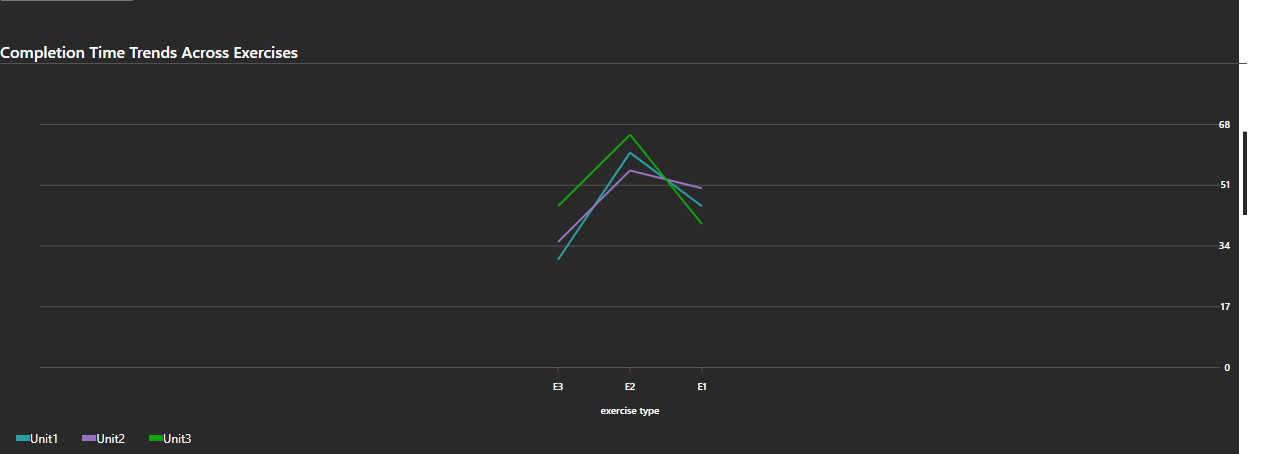 Completion Time Trends Across Exercises
68
51
34
17
0
E3 E2 E1
exercise type
Unit1 Unit2 Unit3